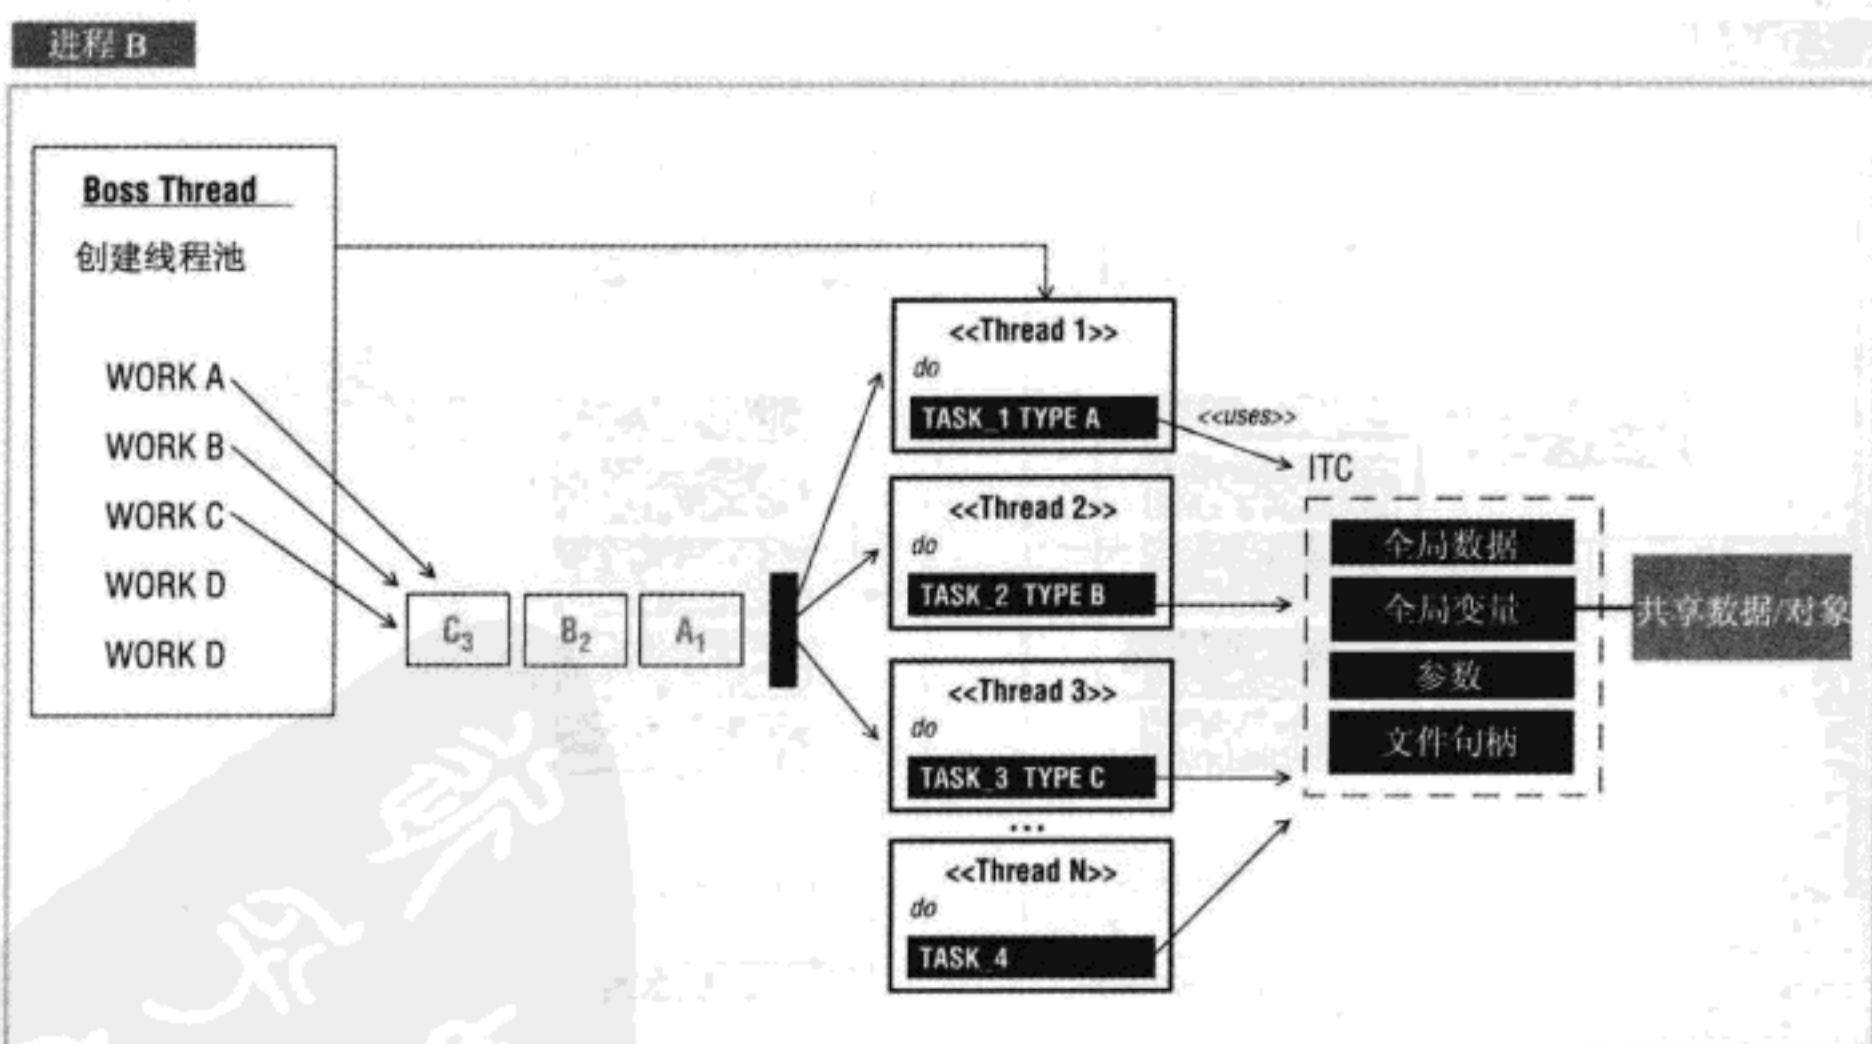 进程 B
Boss Thread
创建线程池
WORK A
WORK B
WORK C
WORK D
WORK D
C3
B2
A1
<<Thread 1>>
do
TASK_1 TYPE A
<<Thread 2>>
do
TASK_2 TYPE B
<<Thread 3>>
do
TASK_3 TYPE C
...
<<Thread N>>
do
TASK_4
<<uses>>
ITC
全局数据
全局变量
参数
文件句柄
共享数据/对象